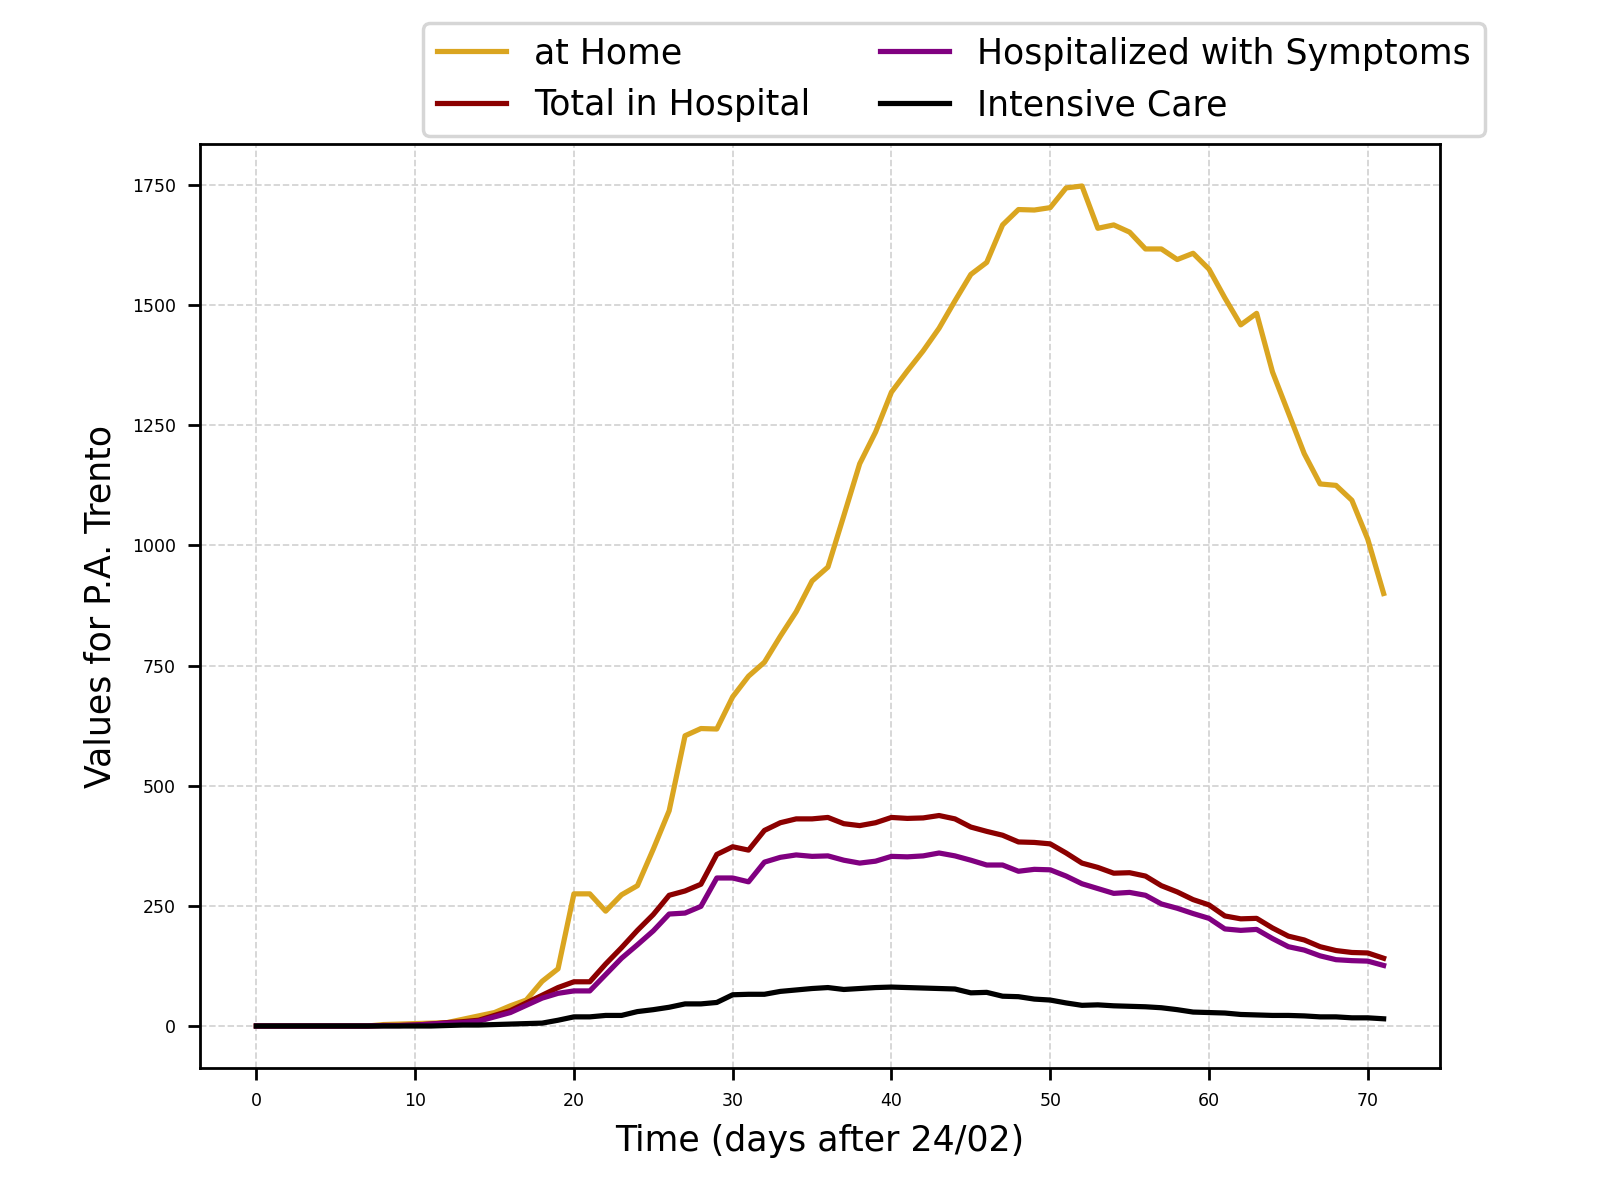 at Home
Total in Hospital
Hospitalized with Symptoms
Intensive Care
1750
1500
1250
1000
750
500
250
0
Values for P.A. Trento
0 10 20 30 40 50 60 70
Time (days after 24/02)